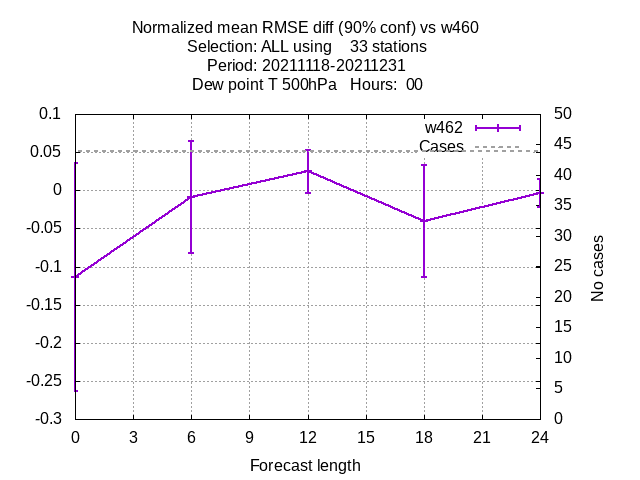 Normalized mean RMSE diff (90% conf) vs w460
Selection: ALL using    33 stations
Period: 20211118-20211231
Dew point T 500hPa   Hours:  00
w462
Cases
0.1
0.05
0
-0.05
-0.1
-0.15
-0.2
-0.25
-0.3
50
45
40
35
30
25
20
15
10
5
0
No cases
0 3 6 9 12 15 18 21 24
Forecast length